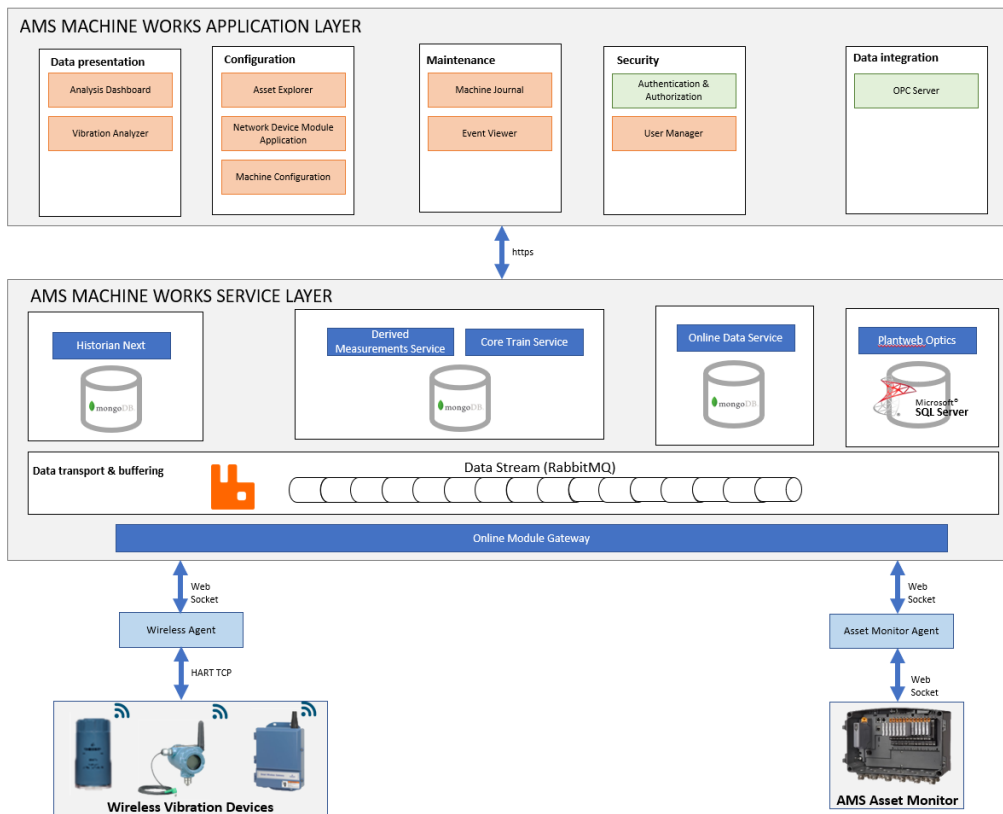 AMS MACHINE WORKS APPLICATION LAYER
Data presentation
Analysis Dashboard
Vibration Analyzer
Configuration
Asset Explorer
Network Device Module
Application
Machine Configuration
Maintenance
Machine Journal
Event Viewer
Security
Authentication &
Authorization
User Manager
Data integration
OPC Server
https
AMS MACHINE WORKS SERVICE LAYER
Historian Next
mongoDB
Derived
Measurements Service
Core Train Service
mongoDB.
Online Data Service
mongoDB
Plantweb Optics
Microsoft®
SQL Server
Data transport & buffering
Data Stream (RabbitMQ)
Online Module Gateway
Web
Socket
Wireless Agent
HART TCP
Wireless Vibration Devices
Web
Socket
Asset Monitor Agent
Web
Socket
AMS Asset Monitor